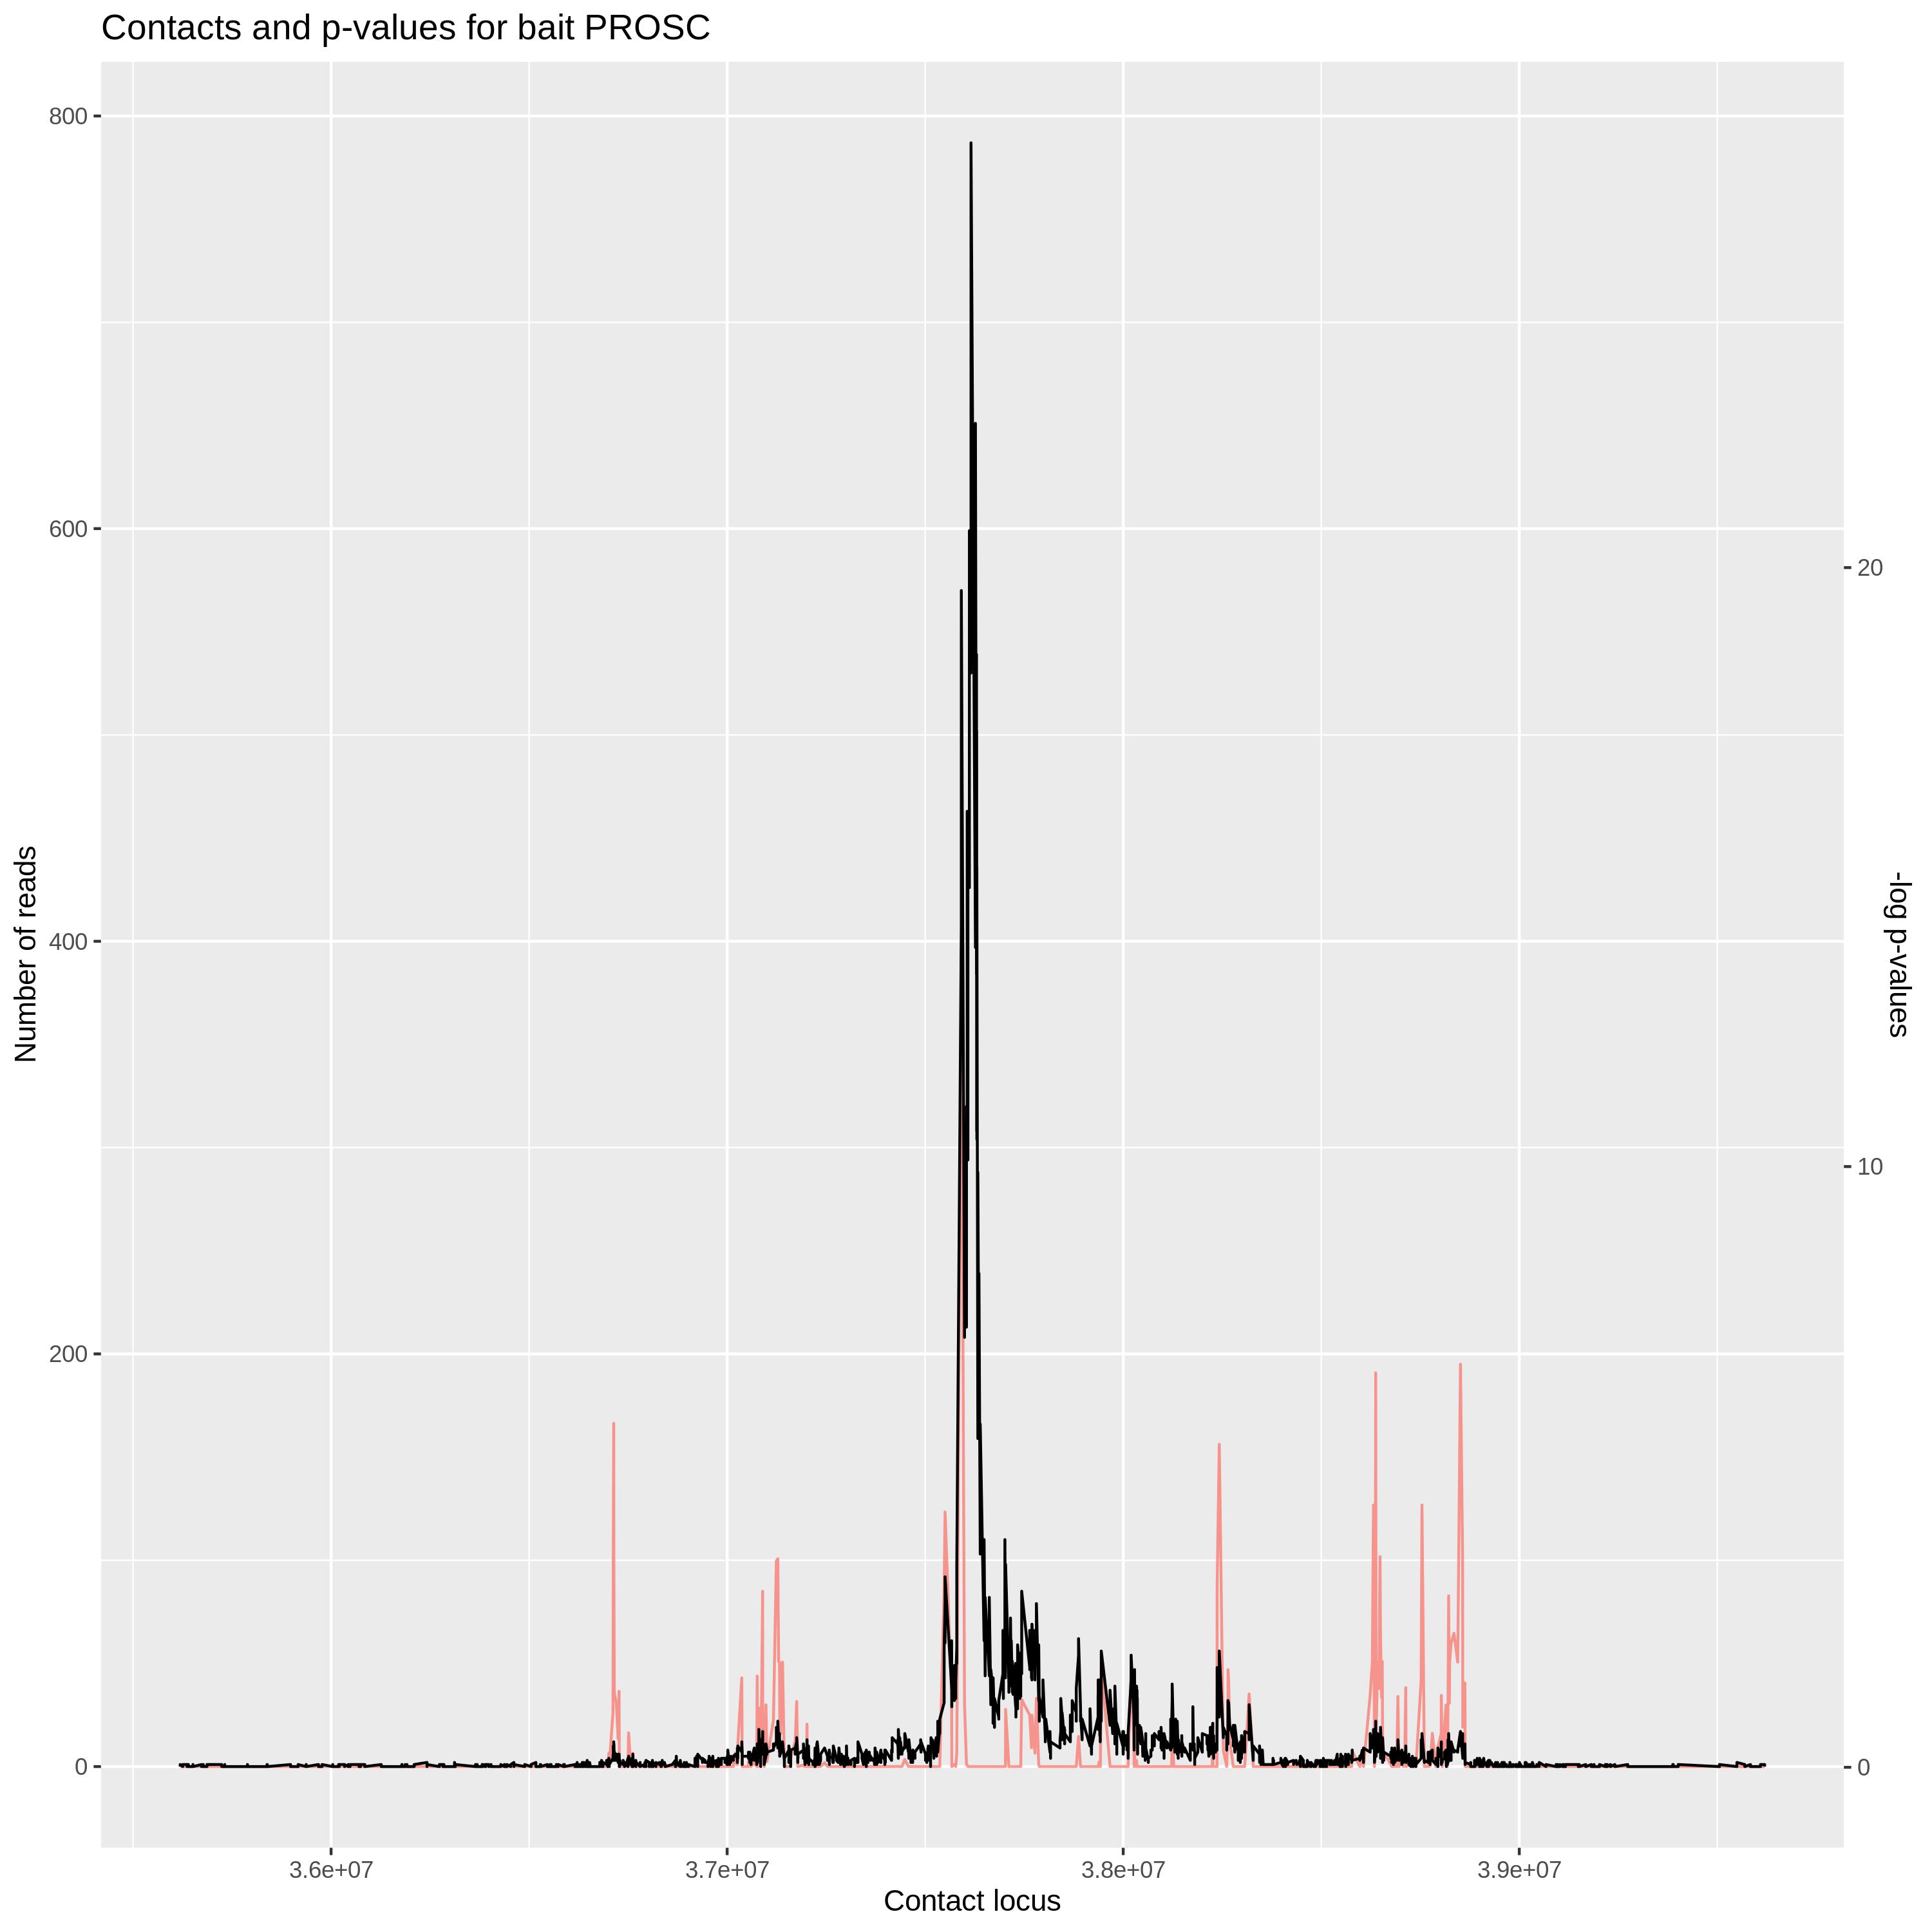 Contacts and p-values for bait PROSC
800
600
400
200
0
Number of reads
20
10
0
-log p-values
3.6e+07
3.7e+07
3.8e+07
3.9e+07
Contact locus